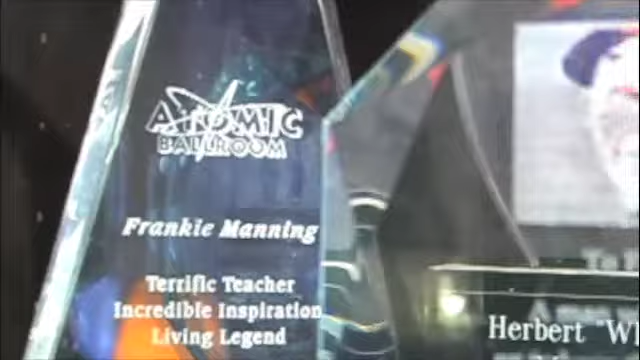 ATOMIC
BALLROOM
Frankie Manning
Terrific Teacher
Incredible Inspiration
Living Legend
Herbert